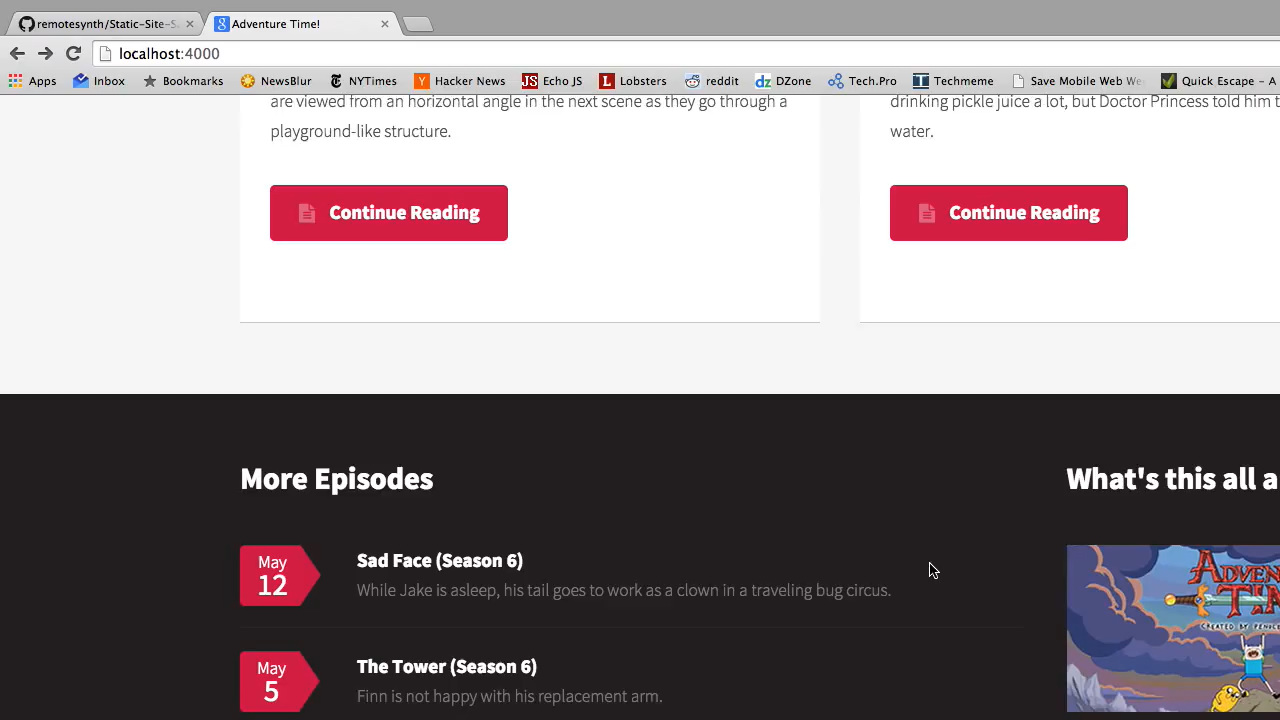 remotesynth/Static-Site-S
Adventure Time!
localhost:4000
Apps Inbox Bookmarks NewsBlur NYTimes Hacker News Echo JS Lobsters reddit DZone Tech.Pro Techmeme Save Mobile Web We Quick Escape - A
are viewed from an horizontal angle in the next scene as they go through a
playground-like structure.
Continue Reading
drinking pickle juice a lot, but Doctor Princess told him t
water.
Continue Reading
More Episodes
May
12
Sad Face (Season 6)
While Jake is asleep, his tail goes to work as a clown in a traveling bug circus.
May
5
The Tower (Season 6)
Finn is not happy with his replacement arm.
What's this all a
ADVEN
TIM
CREATED BY PENDLE